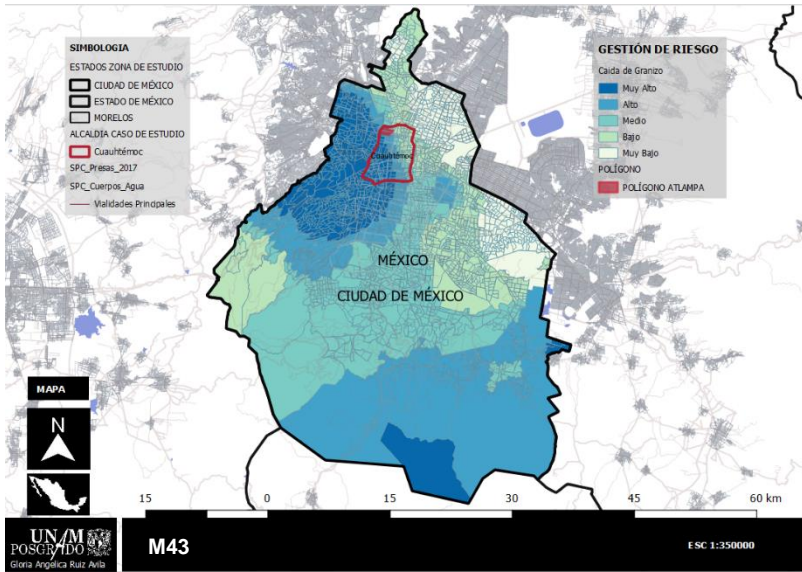 SIMBOLOGIA
ESTADOS ZONA DE ESTUDIO
CIUDAD DE MÉXICO
ESTADO DE MÉXICO
MORELOS
ALCALDIA CASO DE ESTUDIO
Cuauhtémoc
SPC_Presas_2017
SPC_Cuerpos_Agua
Vialidades Principales
GESTIÓN DE RIESGO
Caida de Granizo
Muy Alto
Alto
Medio
Bajo
Muy Bajo
POLÍGONO
POLÍGONO ATLAMPA
Cuauhtémoc
MÉXICO
CIUDAD DE MÉXICO
MAPA
N
15 0 15 30 45 60 km
UNAM
POSGRADO
Gloria Angélica Ruiz Avila
M43
ESC 1:350000